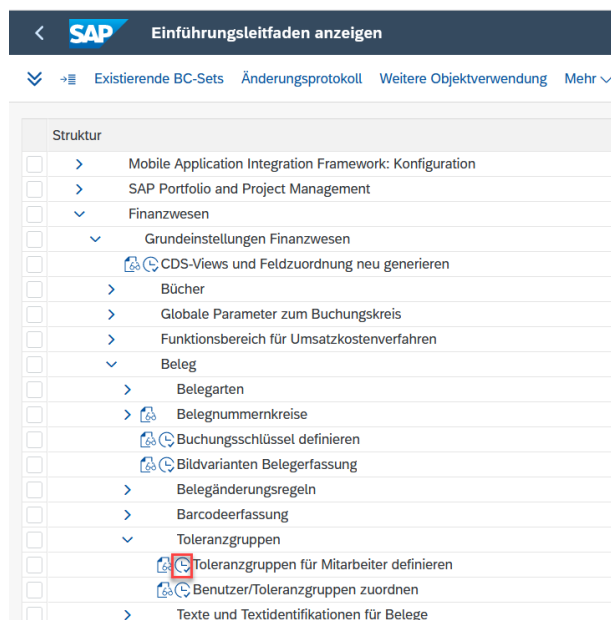 SAP Einführungsleitfaden anzeigen
Existierende BC-Sets Änderungsprotokoll Weitere Objektverwendung Mehr
Struktur
Mobile Application Integration Framework: Konfiguration
SAP Portfolio and Project Management
Finanzwesen
Grundeinstellungen Finanzwesen
CDS-Views und Feldzuordnung neu generieren
Bücher
Globale Parameter zum Buchungskreis
Funktionsbereich für Umsatzkostenverfahren
Beleg
Belegarten
Belegnummernkreise
Buchungsschlüssel definieren
Bildvarianten Belegerfassung
Belegänderungsregeln
Barcodeerfassung
Toleranzgruppen
Toleranzgruppen für Mitarbeiter definieren
Benutzer/Toleranzgruppen zuordnen
Texte und Textidentifikationen für Belege